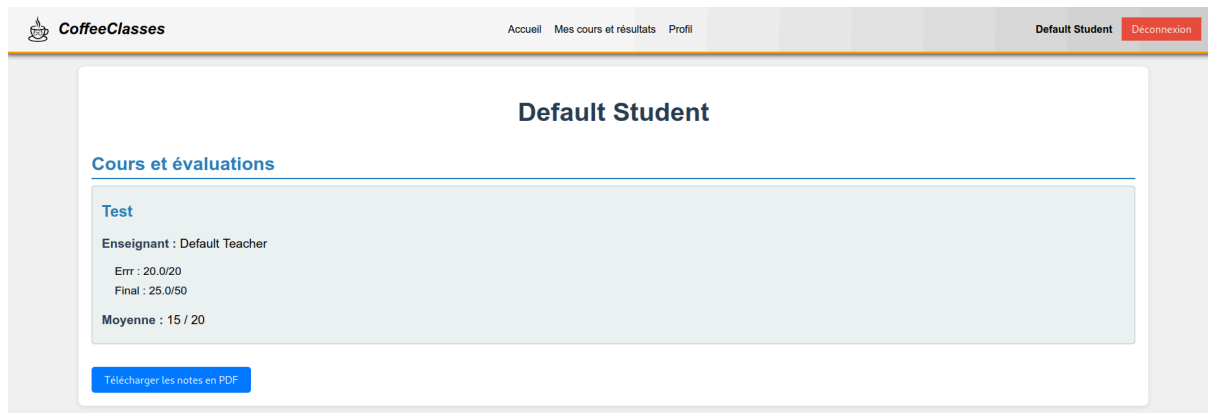 CoffeeClasses
Accueil Mes cours et résultats Profil
Default Student Déconnexion
Default Student
Cours et évaluations
Test
Enseignant : Default Teacher
Errr : 20.0/20
Final : 25.0/50
Moyenne : 15 / 20
Télécharger les notes en PDF